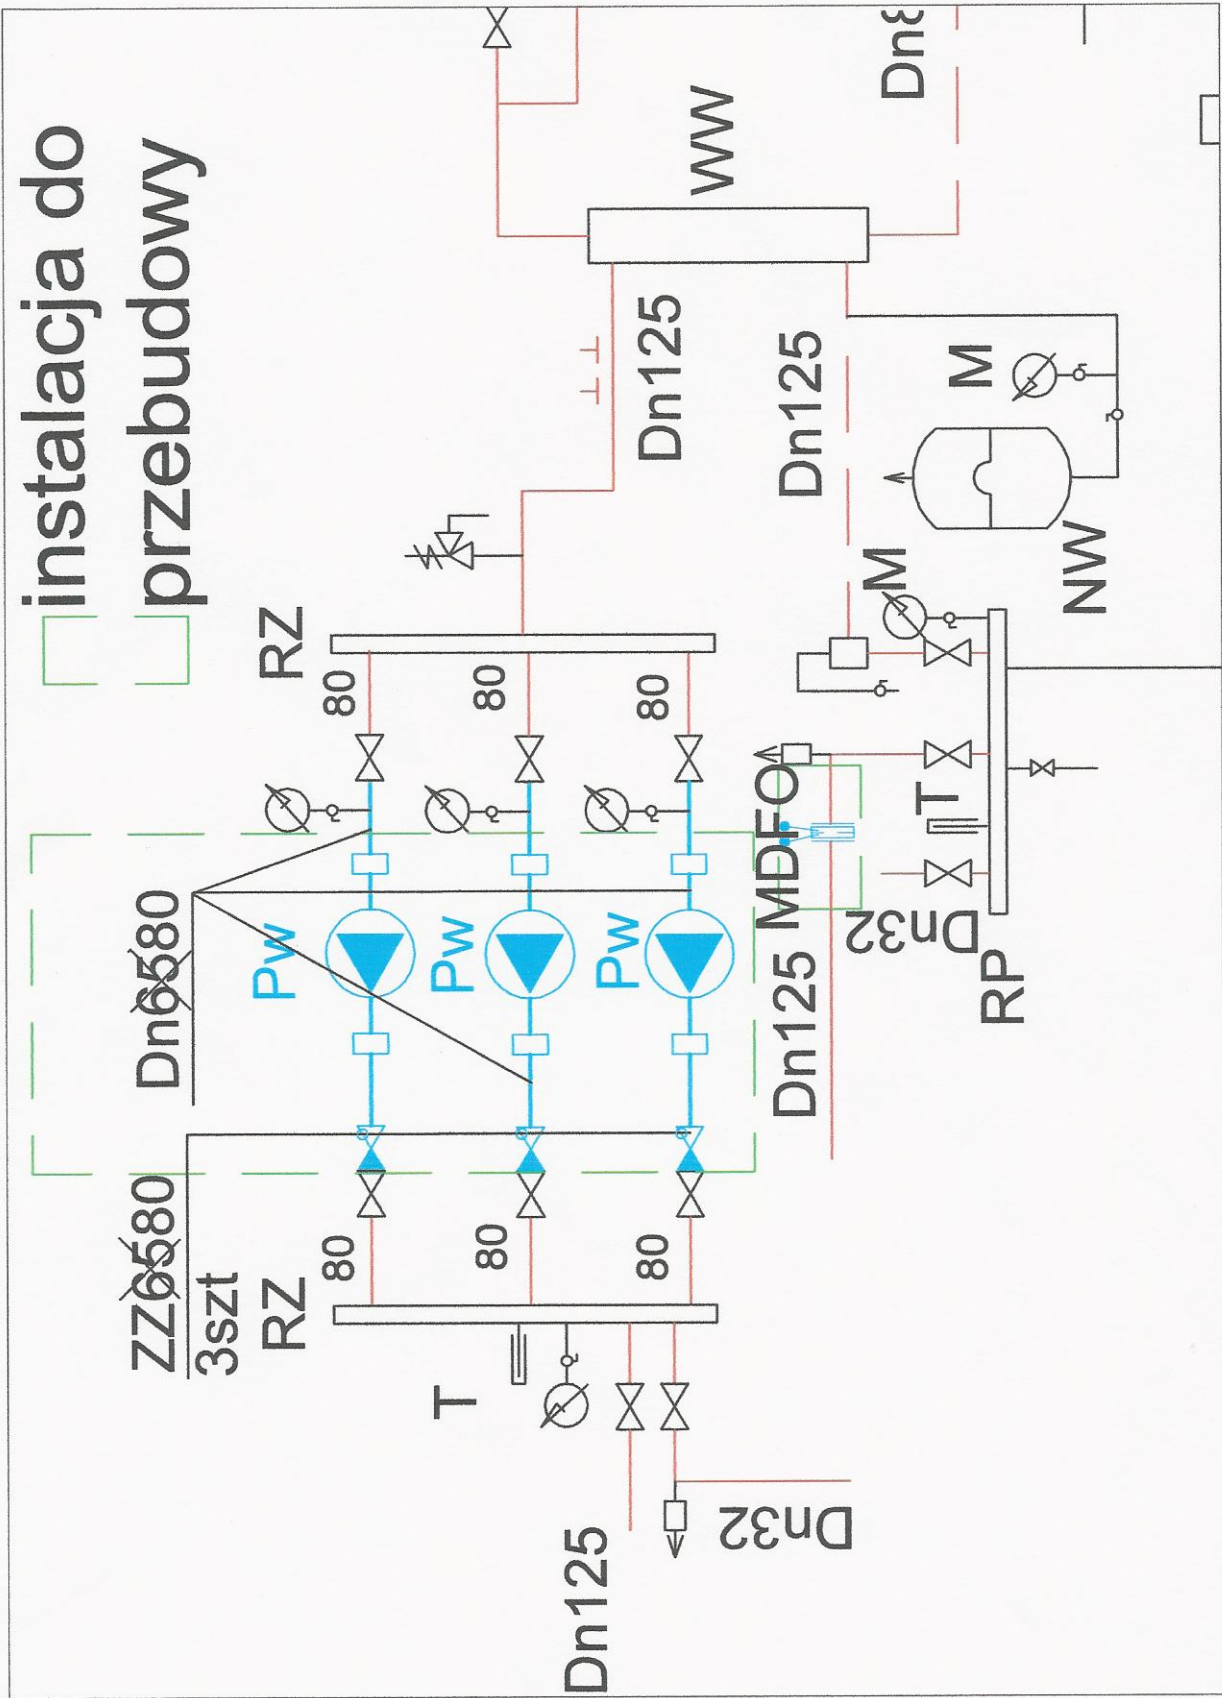 instalacja do
przebudowy
ZZ6580
3szt
Dn6580
RZ
Pw
RZ
80
80
T
Pw
80
80
Dn125
Pw
80
80
Dn125
WW
Dn32
Dn125
MDFO
Dn125
Dn32
M
T
M
RP
NW